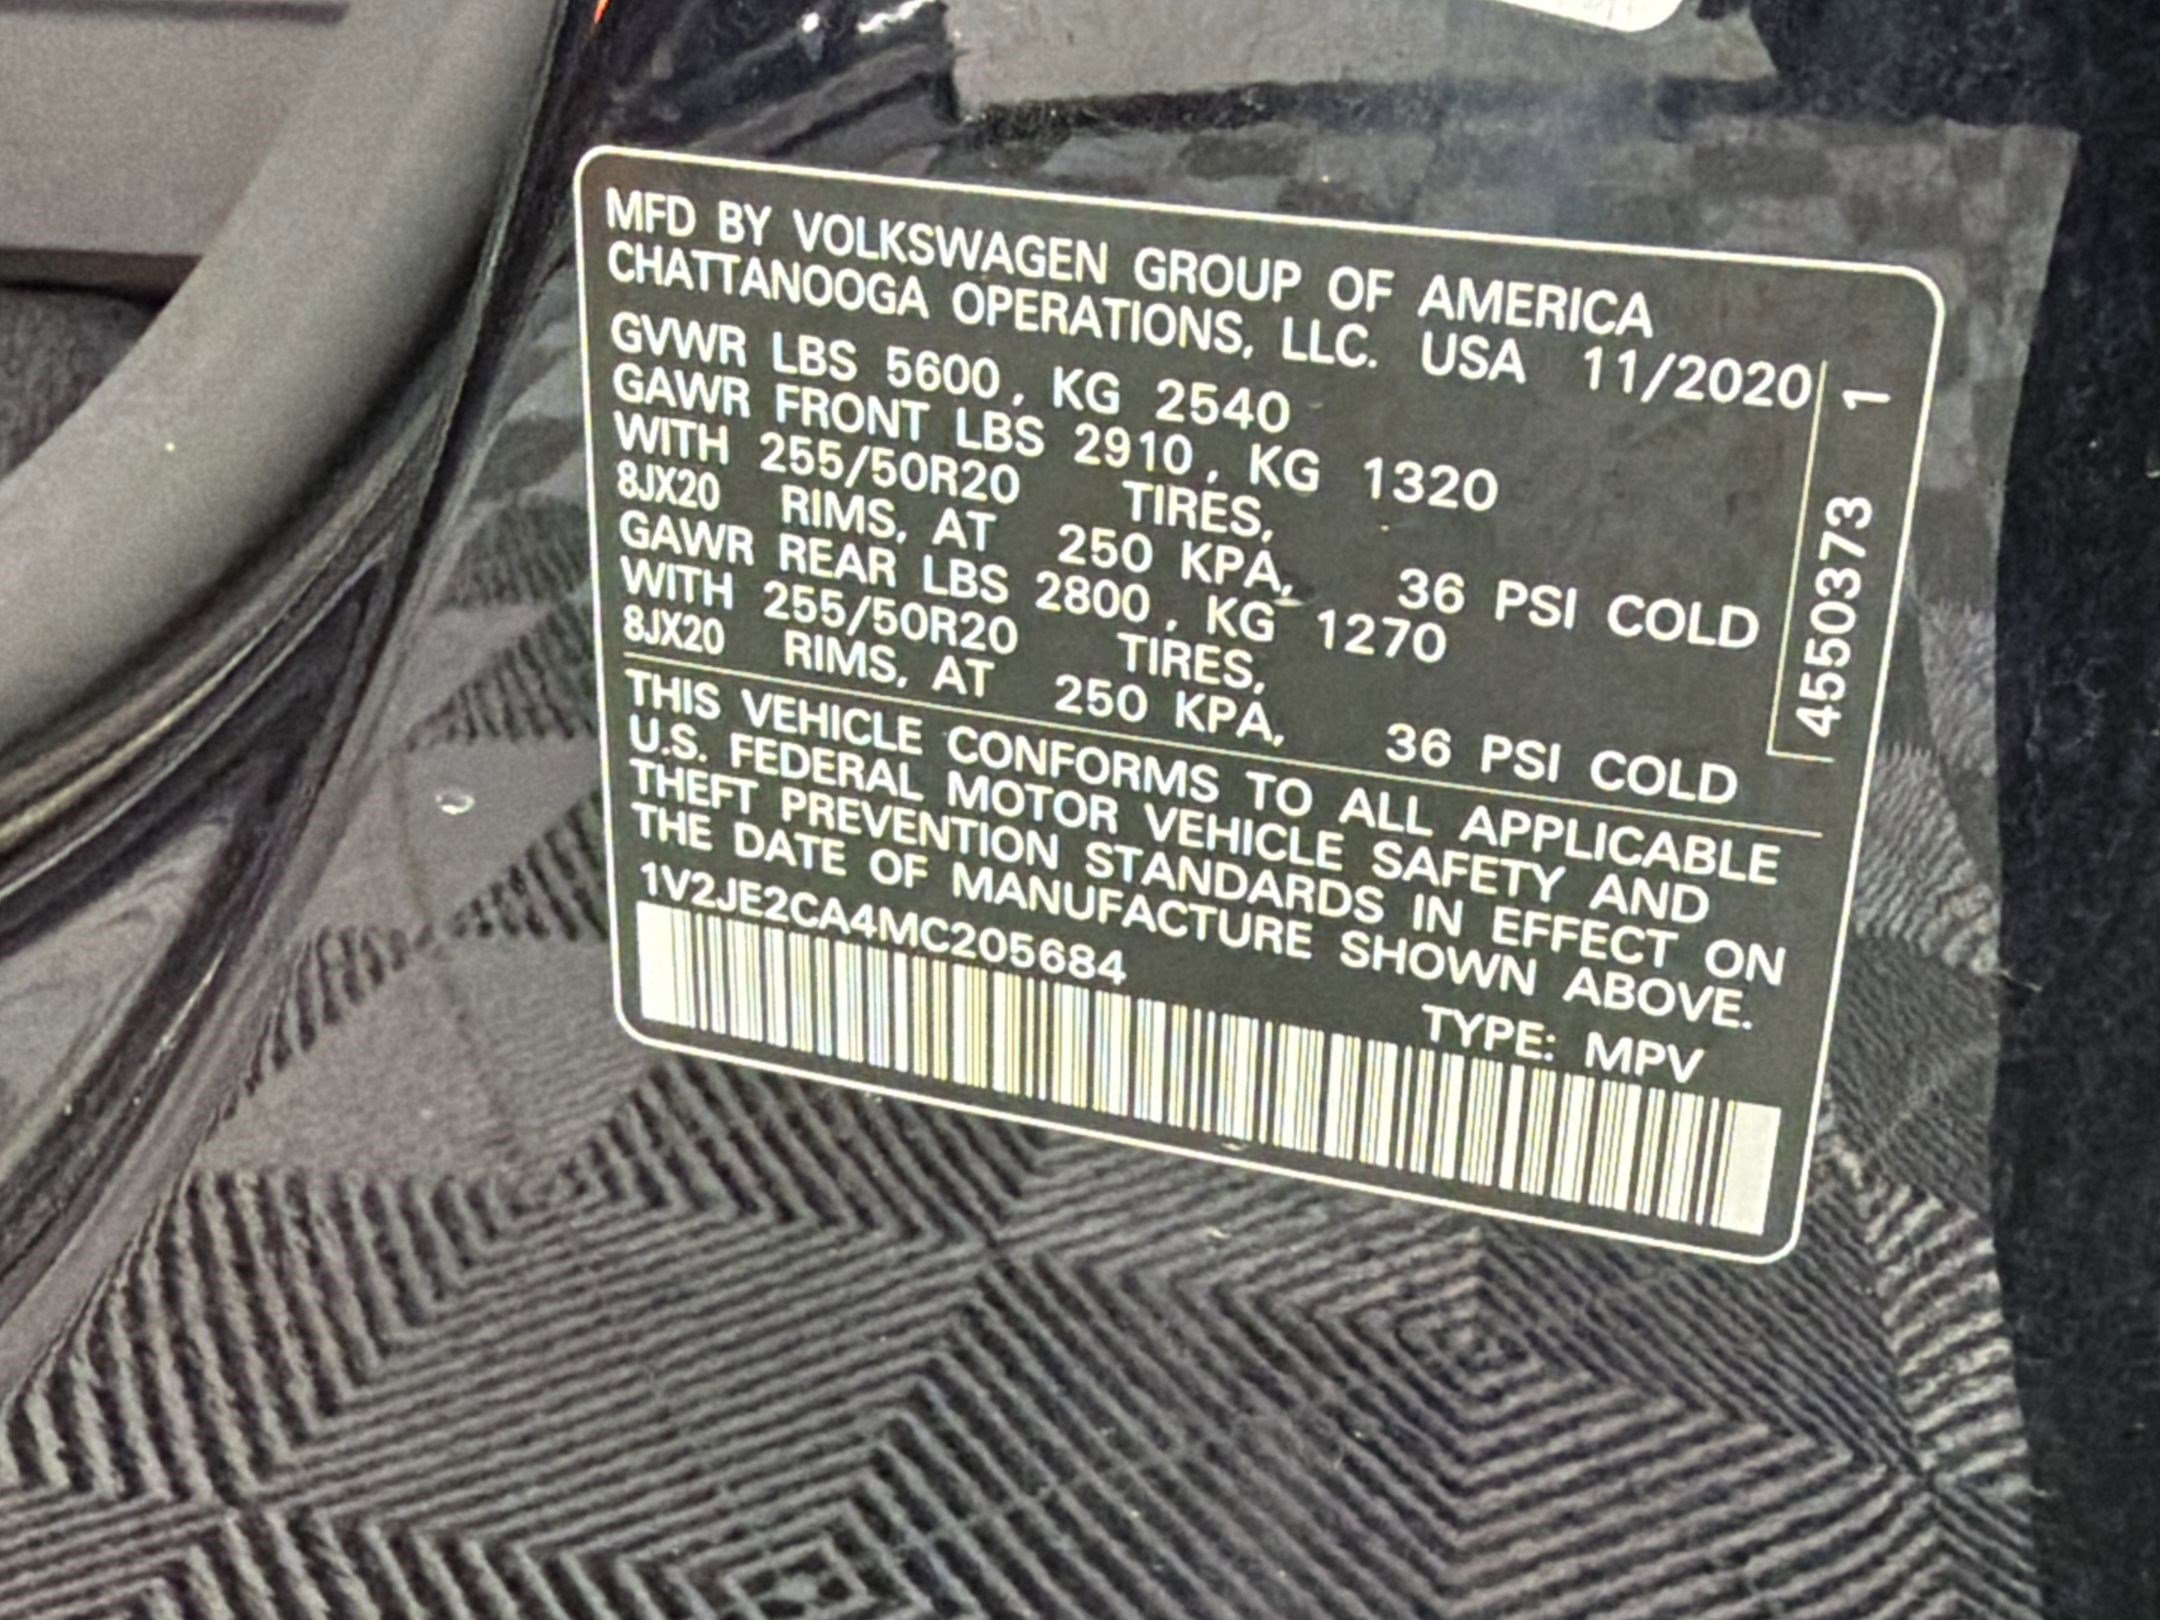 MFD BY VOLKSWAGEN GROUP OF AMERICA
CHATTANOOGA OPERATIONS, LLC. USA 11/2020
GVWR LBS 5600, KG 2540
GAWR FRONT LBS 2910, KG 1320
WITH 255/50R20 TIRES,
8JX20 RIMS, AT 250 KPA, 36 PSI COLD
GAWR REAR LBS 2800, KG 1270
WITH 255/50R20 TIRES,
8JX20 RIMS, AT 250 KPA, 36 PSI COLD
THIS VEHICLE CONFORMS TO ALL APPLICABLE
U.S. FEDERAL MOTOR VEHICLE SAFETY AND
THEFT PREVENTION STANDARDS IN EFFECT ON
THE DATE OF MANUFACTURE SHOWN ABOVE.
1V2JE2CA4MC205684
TYPE: MPV
4550373 1